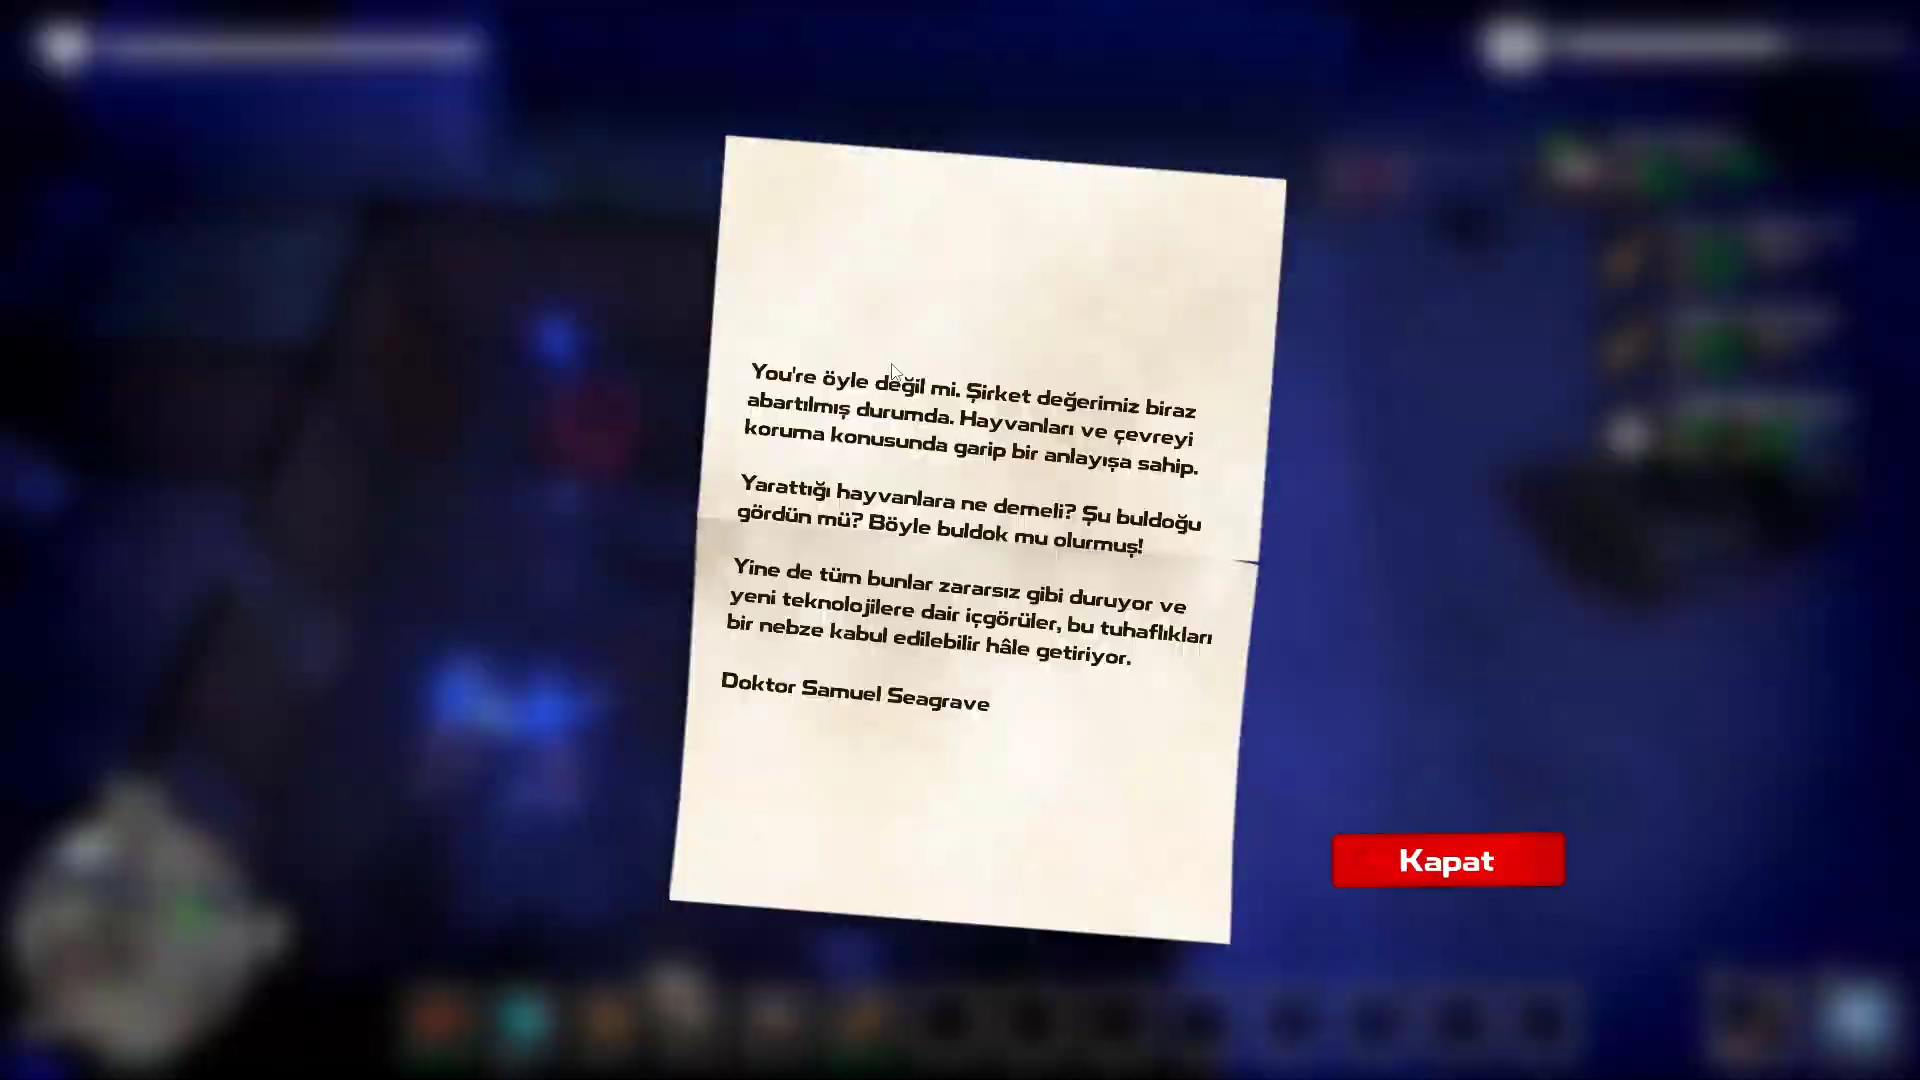 You're öyle değil mi. Şirket değerimiz biraz
abartılmış durumda. Hayvanları ve çevreyi
koruma konusunda garip bir anlayışa sahip.
Yarattığı hayvanlara ne demeli? Şu buldoğu
gördün mü? Böyle buldok mu olurmuş!
Yine de tüm bunlar zararsız gibi duruyor ve
yeni teknolojilere dair içgörüler, bu tuhaflıkları
bir nebze kabul edilebilir hâle getiriyor.
Doktor Samuel Seagrave
Kapat